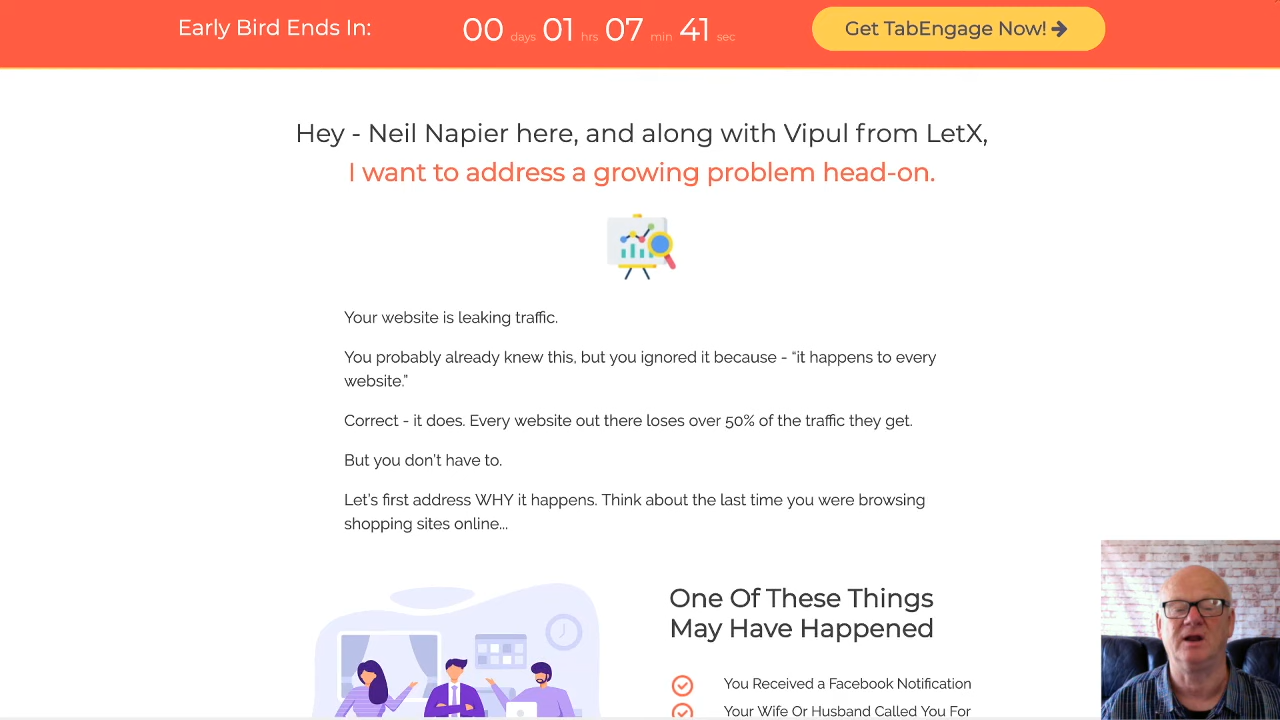 Early Bird Ends In:
00 days 01 hrs 07 min 41 sec
Get TabEngage Now!
Hey - Neil Napier here, and along with Vipul from LetX,
I want to address a growing problem head-on.
Your website is leaking traffic.
You probably already knew this, but you ignored it because - “it happens to every
website.”
Correct - it does. Every website out there loses over 50% of the traffic they get.
But you don’t have to.
Let’s first address WHY it happens. Think about the last time you were browsing
shopping sites online...
One Of These Things
May Have Happened
You Received a Facebook Notification
Your Wife Or Husband Called You For